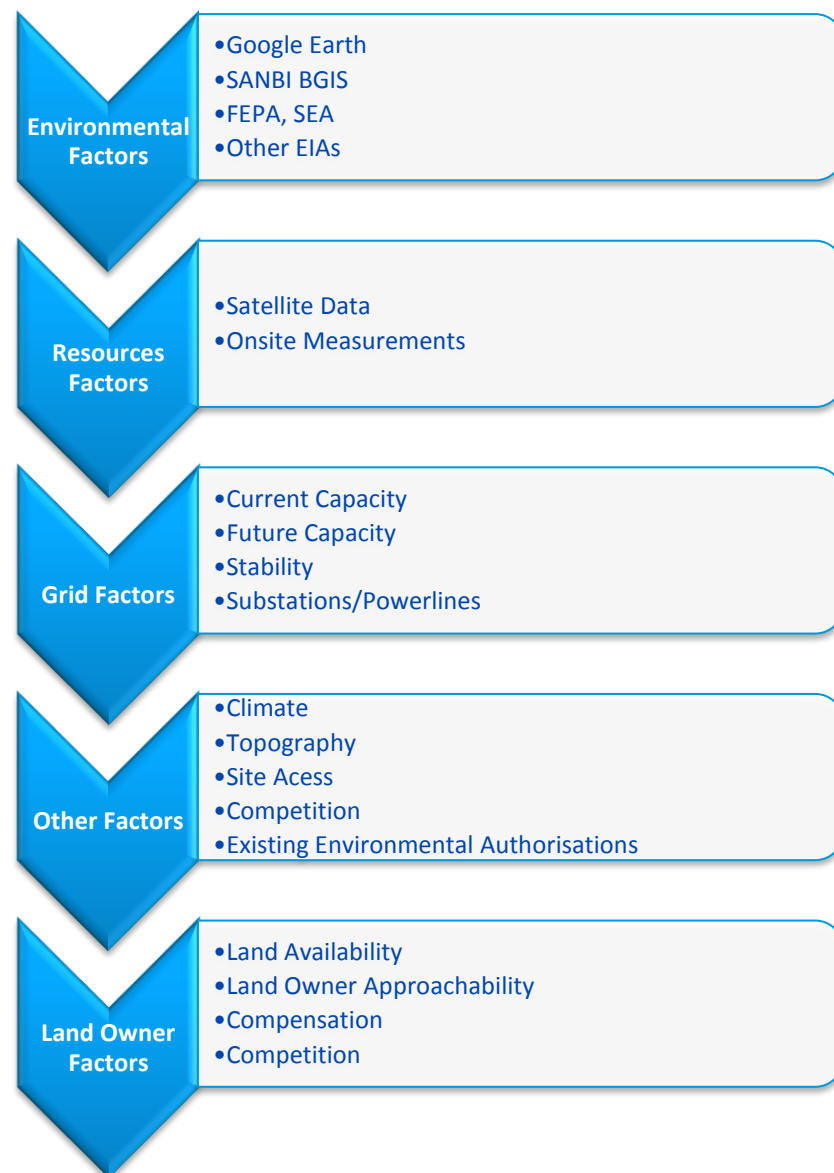 Environmental
Factors
•Google Earth
•SANBI BGIS
•FEPA, SEA
•Other EIAs
Resources
Factors
•Satellite Data
•Onsite Measurements
Grid Factors
•Current Capacity
•Future Capacity
•Stability
•Substations/Powerlines
Other Factors
•Climate
•Topography
•Site Acess
•Competition
•Existing Environmental Authorisations
Land Owner
Factors
•Land Availability
•Land Owner Approachability
•Compensation
•Competition